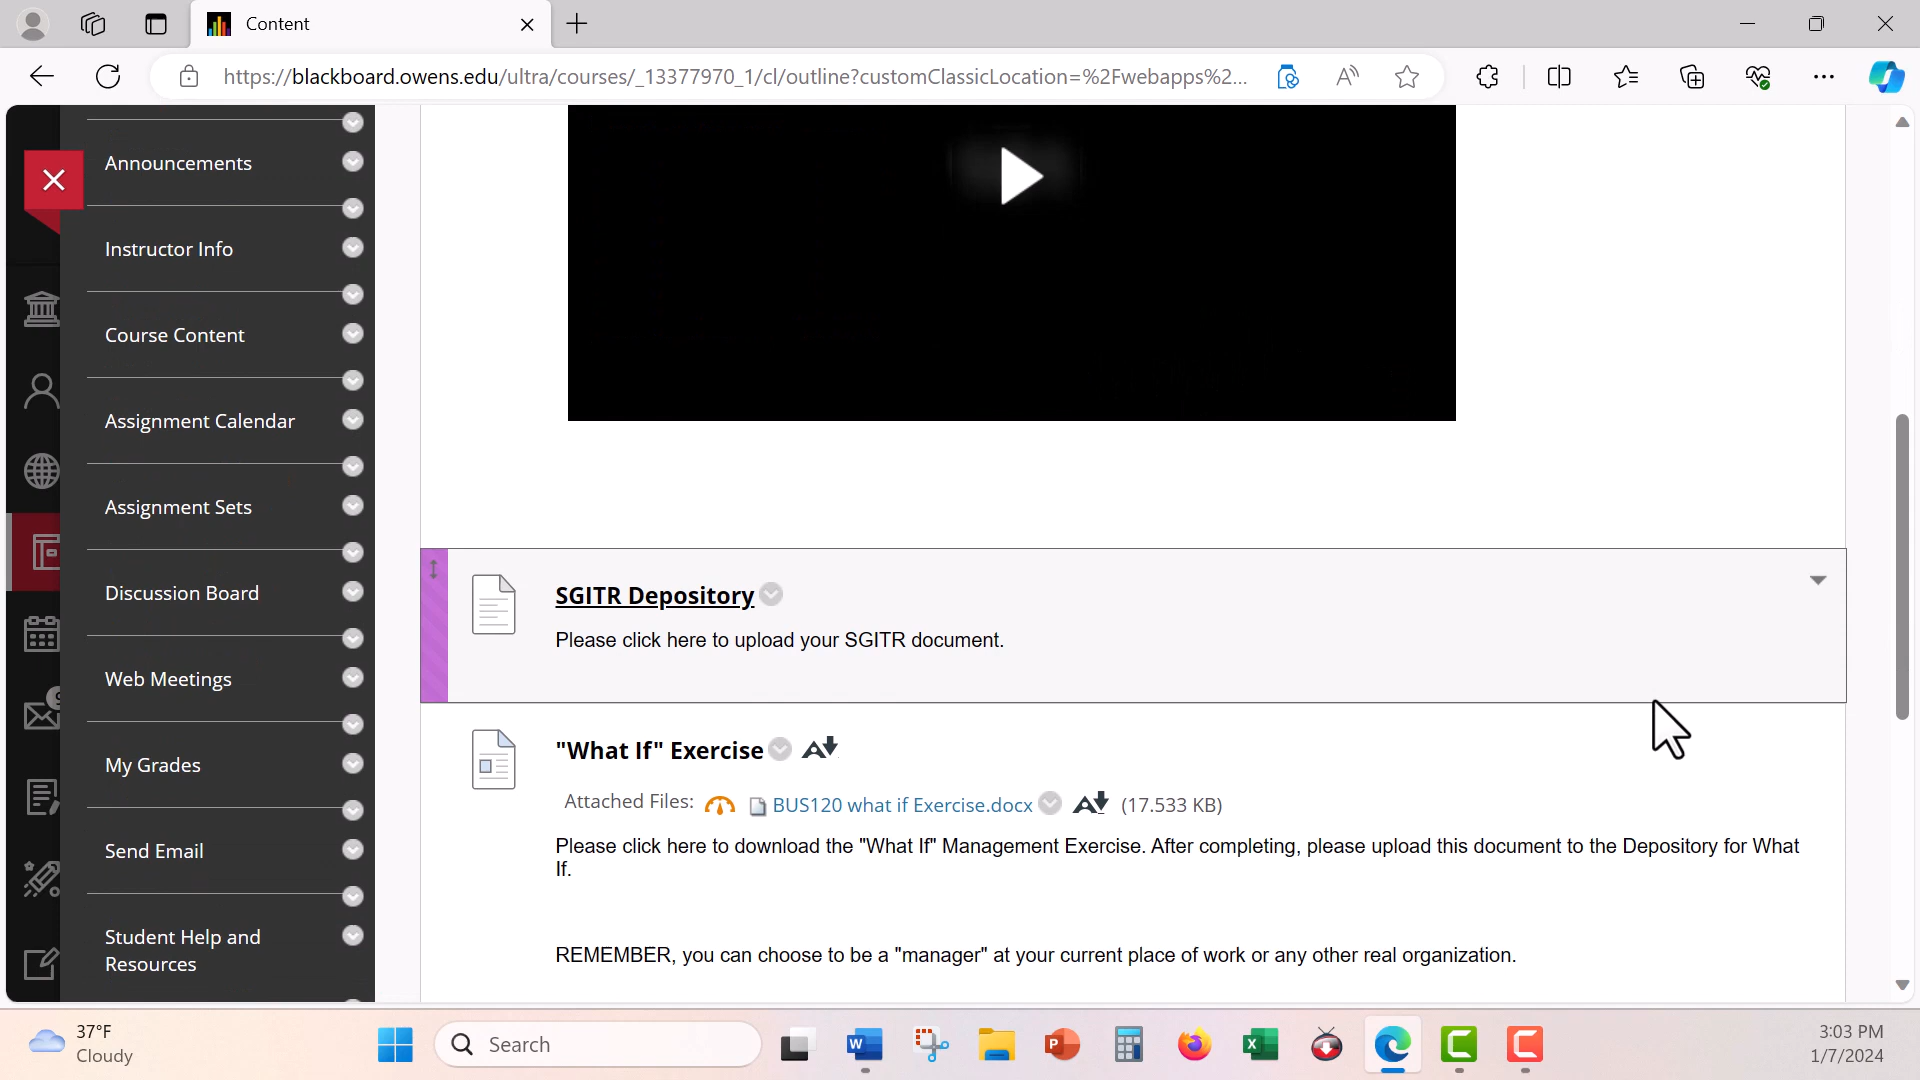 Content
https://blackboard.owens.edu/ultra/courses/_13377970_1/cl/outline?customClassicLocation=%2Fwebapps%2...
Announcements
Instructor Info
Course Content
Assignment Calendar
Assignment Sets
Discussion Board
Web Meetings
My Grades
Send Email
Student Help and
Resources
SGITR Depository
Please click here to upload your SGITR document.
"What If" Exercise
Attached Files: BUS120 what if Exercise.docx (17.533 KB)
Please click here to download the "What If" Management Exercise. After completing, please upload this document to the Depository for What
If.
REMEMBER, you can choose to be a "manager" at your current place of work or any other real organization.
37°F
Cloudy
Search
3:03 PM
1/7/2024